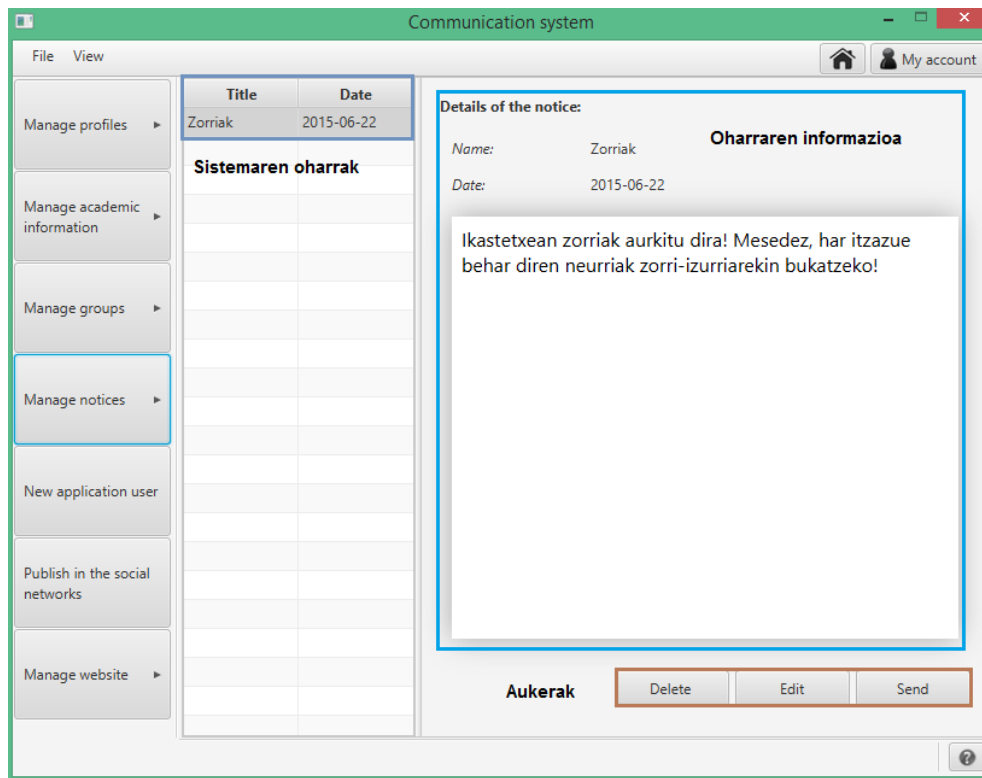 Communication system
File View
My account
Manage profiles
Manage academic
information
Manage groups
Manage notices
New application user
Publish in the social
networks
Manage website
Title Date
Zorriak 2015-06-22
Sistemaren oharrak
Details of the notice:
Oharraren informazioa
Name: Zorriak
Date: 2015-06-22
Ikastetxean zorriak aurkitu dira! Mesedez, har itzazue
behar diren neurriak zorri-izurriarekin bukatzeko!
Aukerak
Delete Edit Send